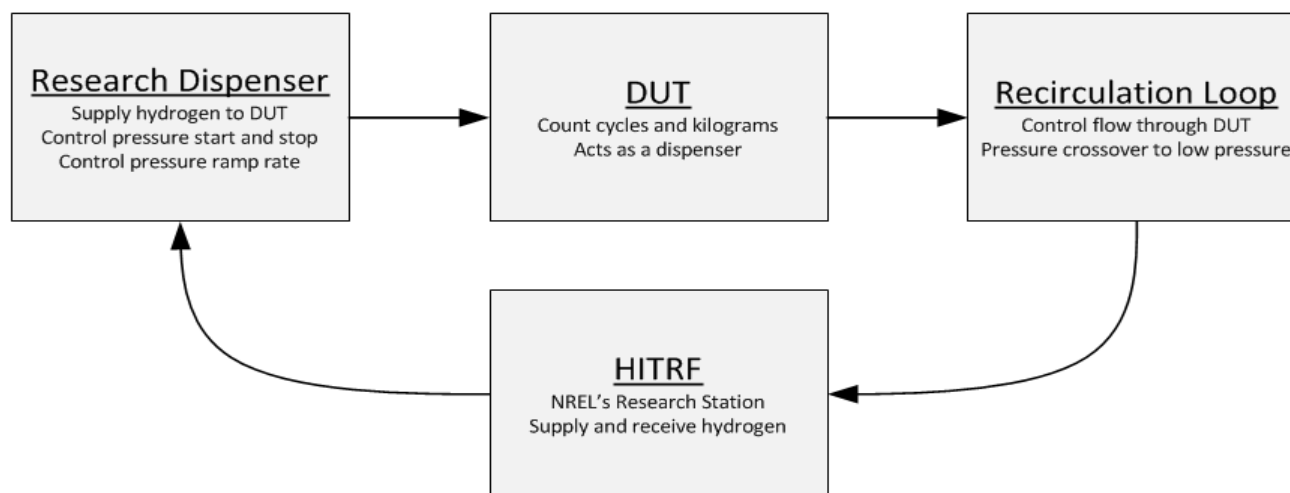 Research Dispenser
Supply hydrogen to DUT
Control pressure start and stop
Control pressure ramp rate
DUT
Count cycles and kilograms
Acts as a dispenser
Recirculation Loop
Control flow through DUT
Pressure crossover to low pressure
HITRF
NREL's Research Station
Supply and receive hydrogen